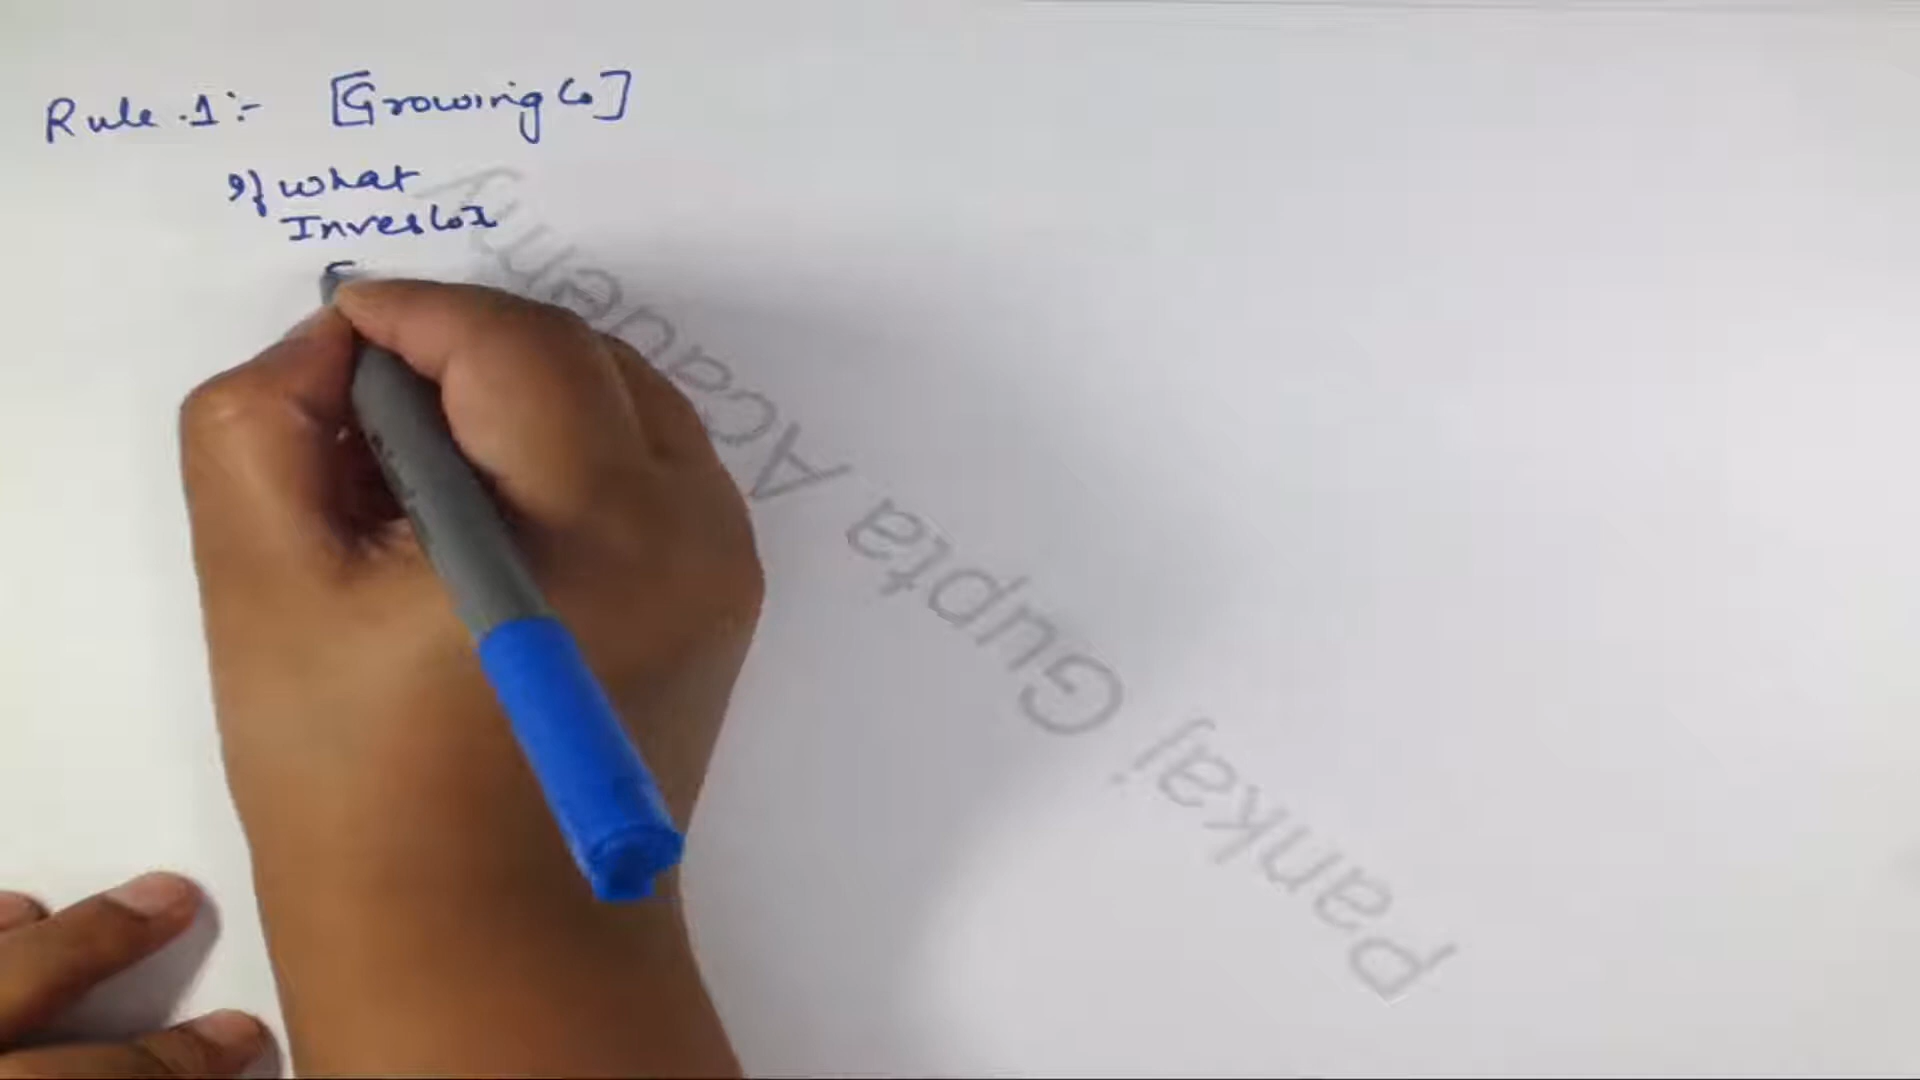 Rule.1:- [Growing Co]
If what
Investor
Pankaj Gupta Academy